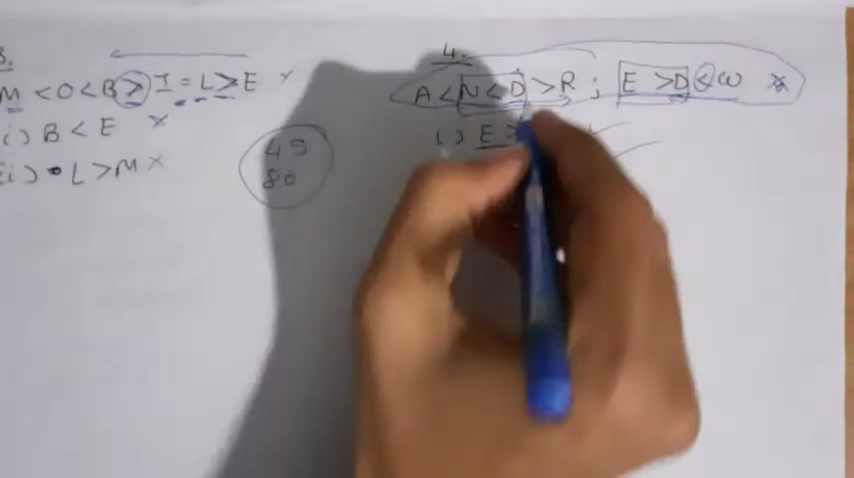 3.
M < O < B > I = L > E ×
i) B < E ×
ii) L > M ×
45
80
4.
A < N < D > R ; E > D < W
i) E >